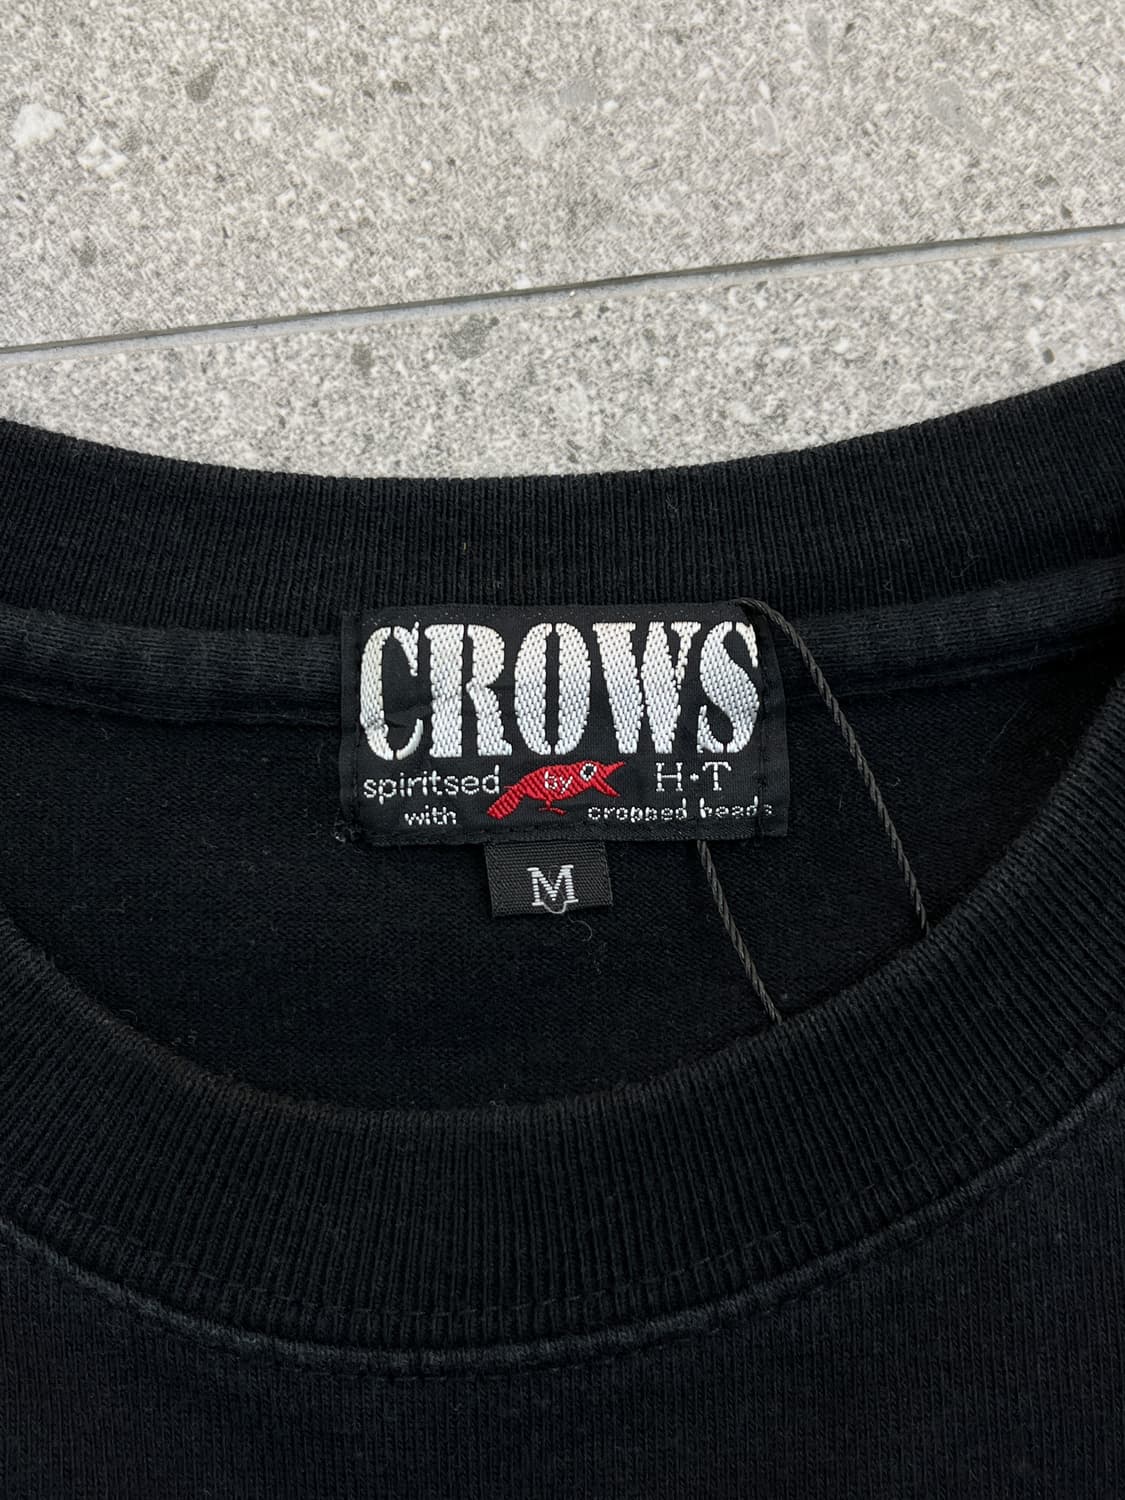 CROWS
spiritsed by H·T
with cropped heads
M